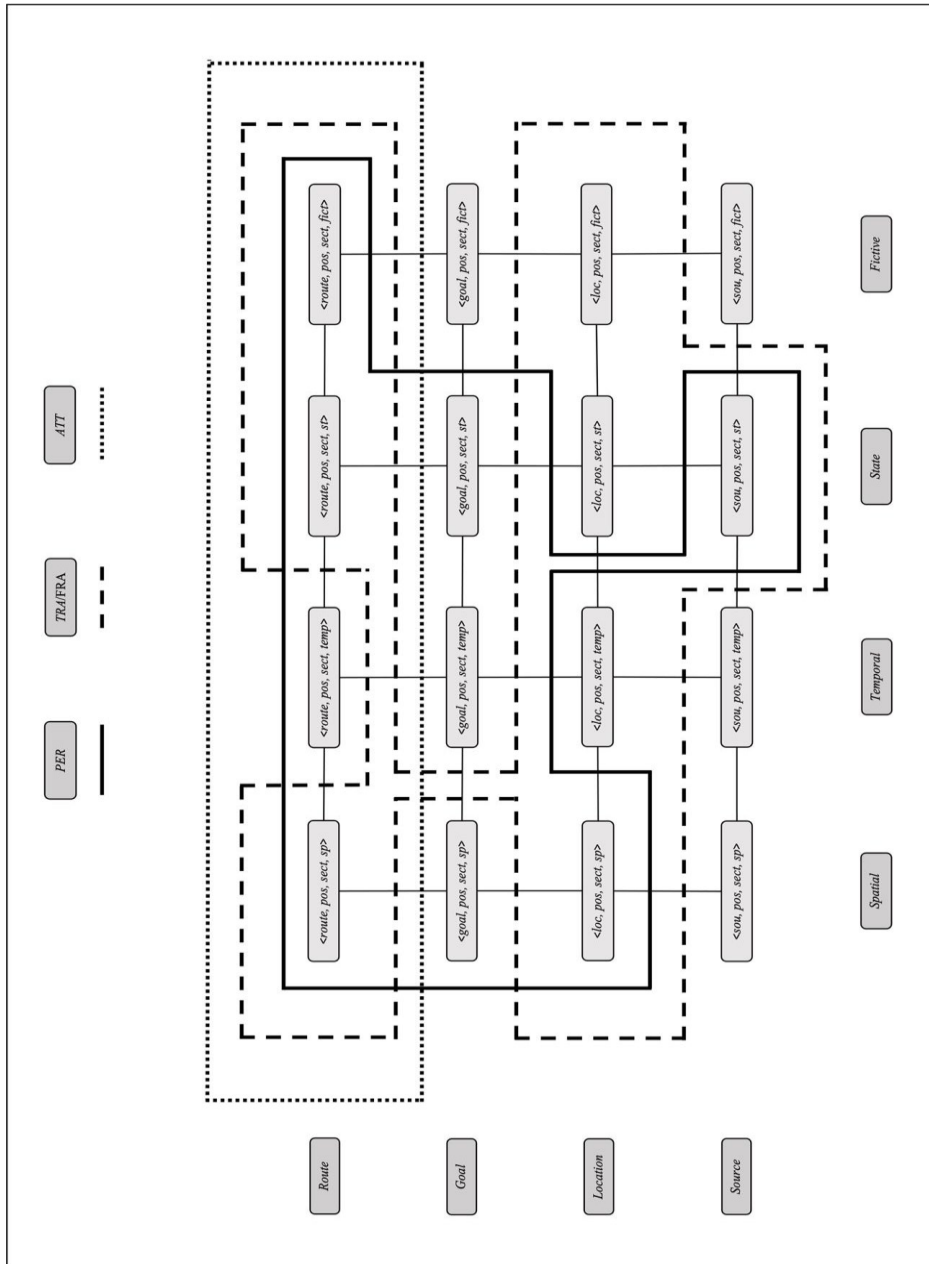 PER
TRA/FRA
ATT
Route
<route, pos, sect, sp>
<route, pos, sect, temp>
<route, pos, sect, st>
<route, pos, sect, fict>
Goal
<goal, pos, sect, sp>
<goal, pos, sect, temp>
<goal, pos, sect, st>
<goal, pos, sect, fict>
Location
<loc, pos, sect, sp>
<loc, pos, sect, temp>
<loc, pos, sect, st>
<loc, pos, sect, fict>
Source
<sou, pos, sect, sp>
<sou, pos, sect, temp>
<sou, pos, sect, st>
<sou, pos, sect, fict>
Spatial
Temporal
State
Fictive